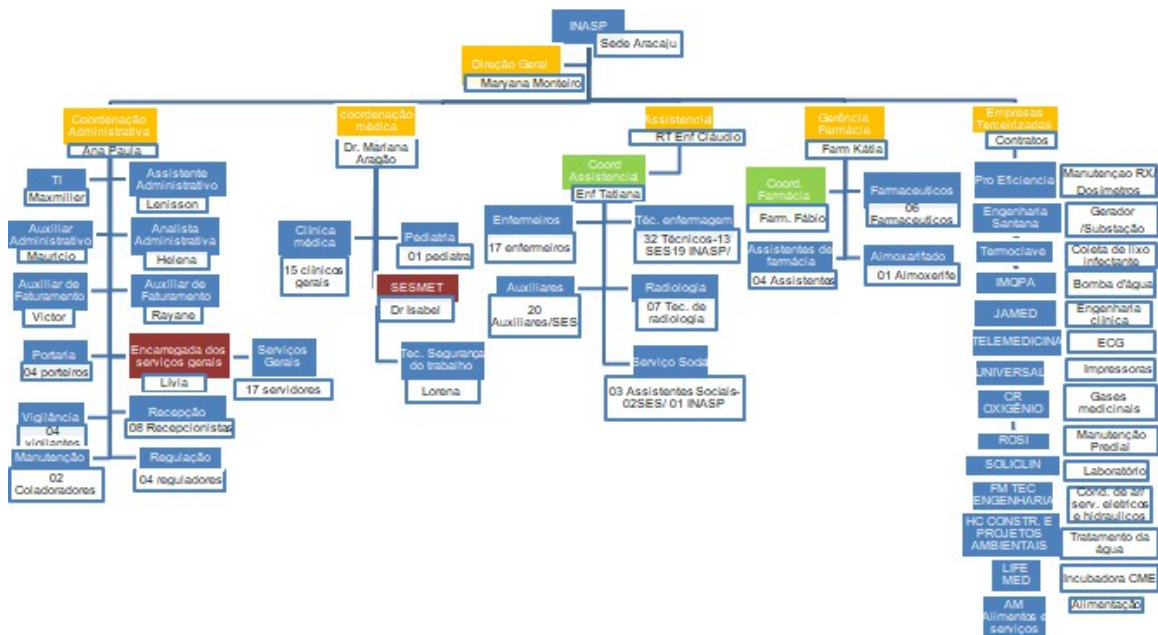 INASP
Sede Aracaju
Direção Geral
Maryana Monteiro
Coordenação
Administrativa
Ana Paula
TI
Maxmiller
Assistente
Administrativo
Lenisson
Auxiliar
Administrativo
Mauricio
Analista
Administrativa
Helena
Auxiliar de
Faturamento
Victor
Auxiliar de
Faturamento
Rayane
Portaria
04 porteiros
Encarregada dos
serviços gerais
Lívia
Serviços
Gerais
17 servidores
Vigilância
04
vigilantes
Recepção
08 Recepcionistas
Manutenção
02
Coladoradores
Regulação
04 reguladores
coordenação
médica
Dr. Mariana
Aragão
Clínica
médica
15 clínicos
gerais
Pediatria
01 pediatra
SESMET
Dr Isabel
Tec. Segurança
do trabalho
Lorena
Assistencial
RT Enf Cláudio
Coord
Assistencial
Enf Tatiana
Enfermeiros
17 enfermeiros
Téc. enfermagem
32 Técnicos-13
SES19 INASP/
Auxiliares
20
Auxiliares/SES
Radiologia
07 Tec. de
radiologia
Serviço Social
03 Assistentes Sociais-
02SES/ 01 INASP
Gerência
Farmácia
Farm Kátia
Coord.
Farmácia
Farm. Fábio
Farmaceuticos
06
Farmaceuticos
Assistentes de
farmácia
04 Assistentes
Almoxarifado
01 Almoxerife
Empresas
Terceirizadas
Contratos
Pro Eficiencia
Manutençao RX/
Dosímetros
Engenharia
Santana
Gerador
/Substação
Termoclave
Coleta de lixo
infectante
IMQPA
Bomba d'água
JAMED
Engenharia
clínica
TELEMEDICINA
ECG
UNIVERSAL
Impressoras
CR
OXIGÊNIO
Gases
medicinais
ROSI
Manutenção
Predial
SOLICLIN
Laboratório
FM TEC
ENGENHARIA
Cond. de ar/
serv. eletricos
e hidraulicos
HC CONSTR. E
PROJETOS
AMBIENTAIS
Tratamento da
água
LIFE
MED
Incubadora CME
AM
Alimentos e
serviços
Alimentação